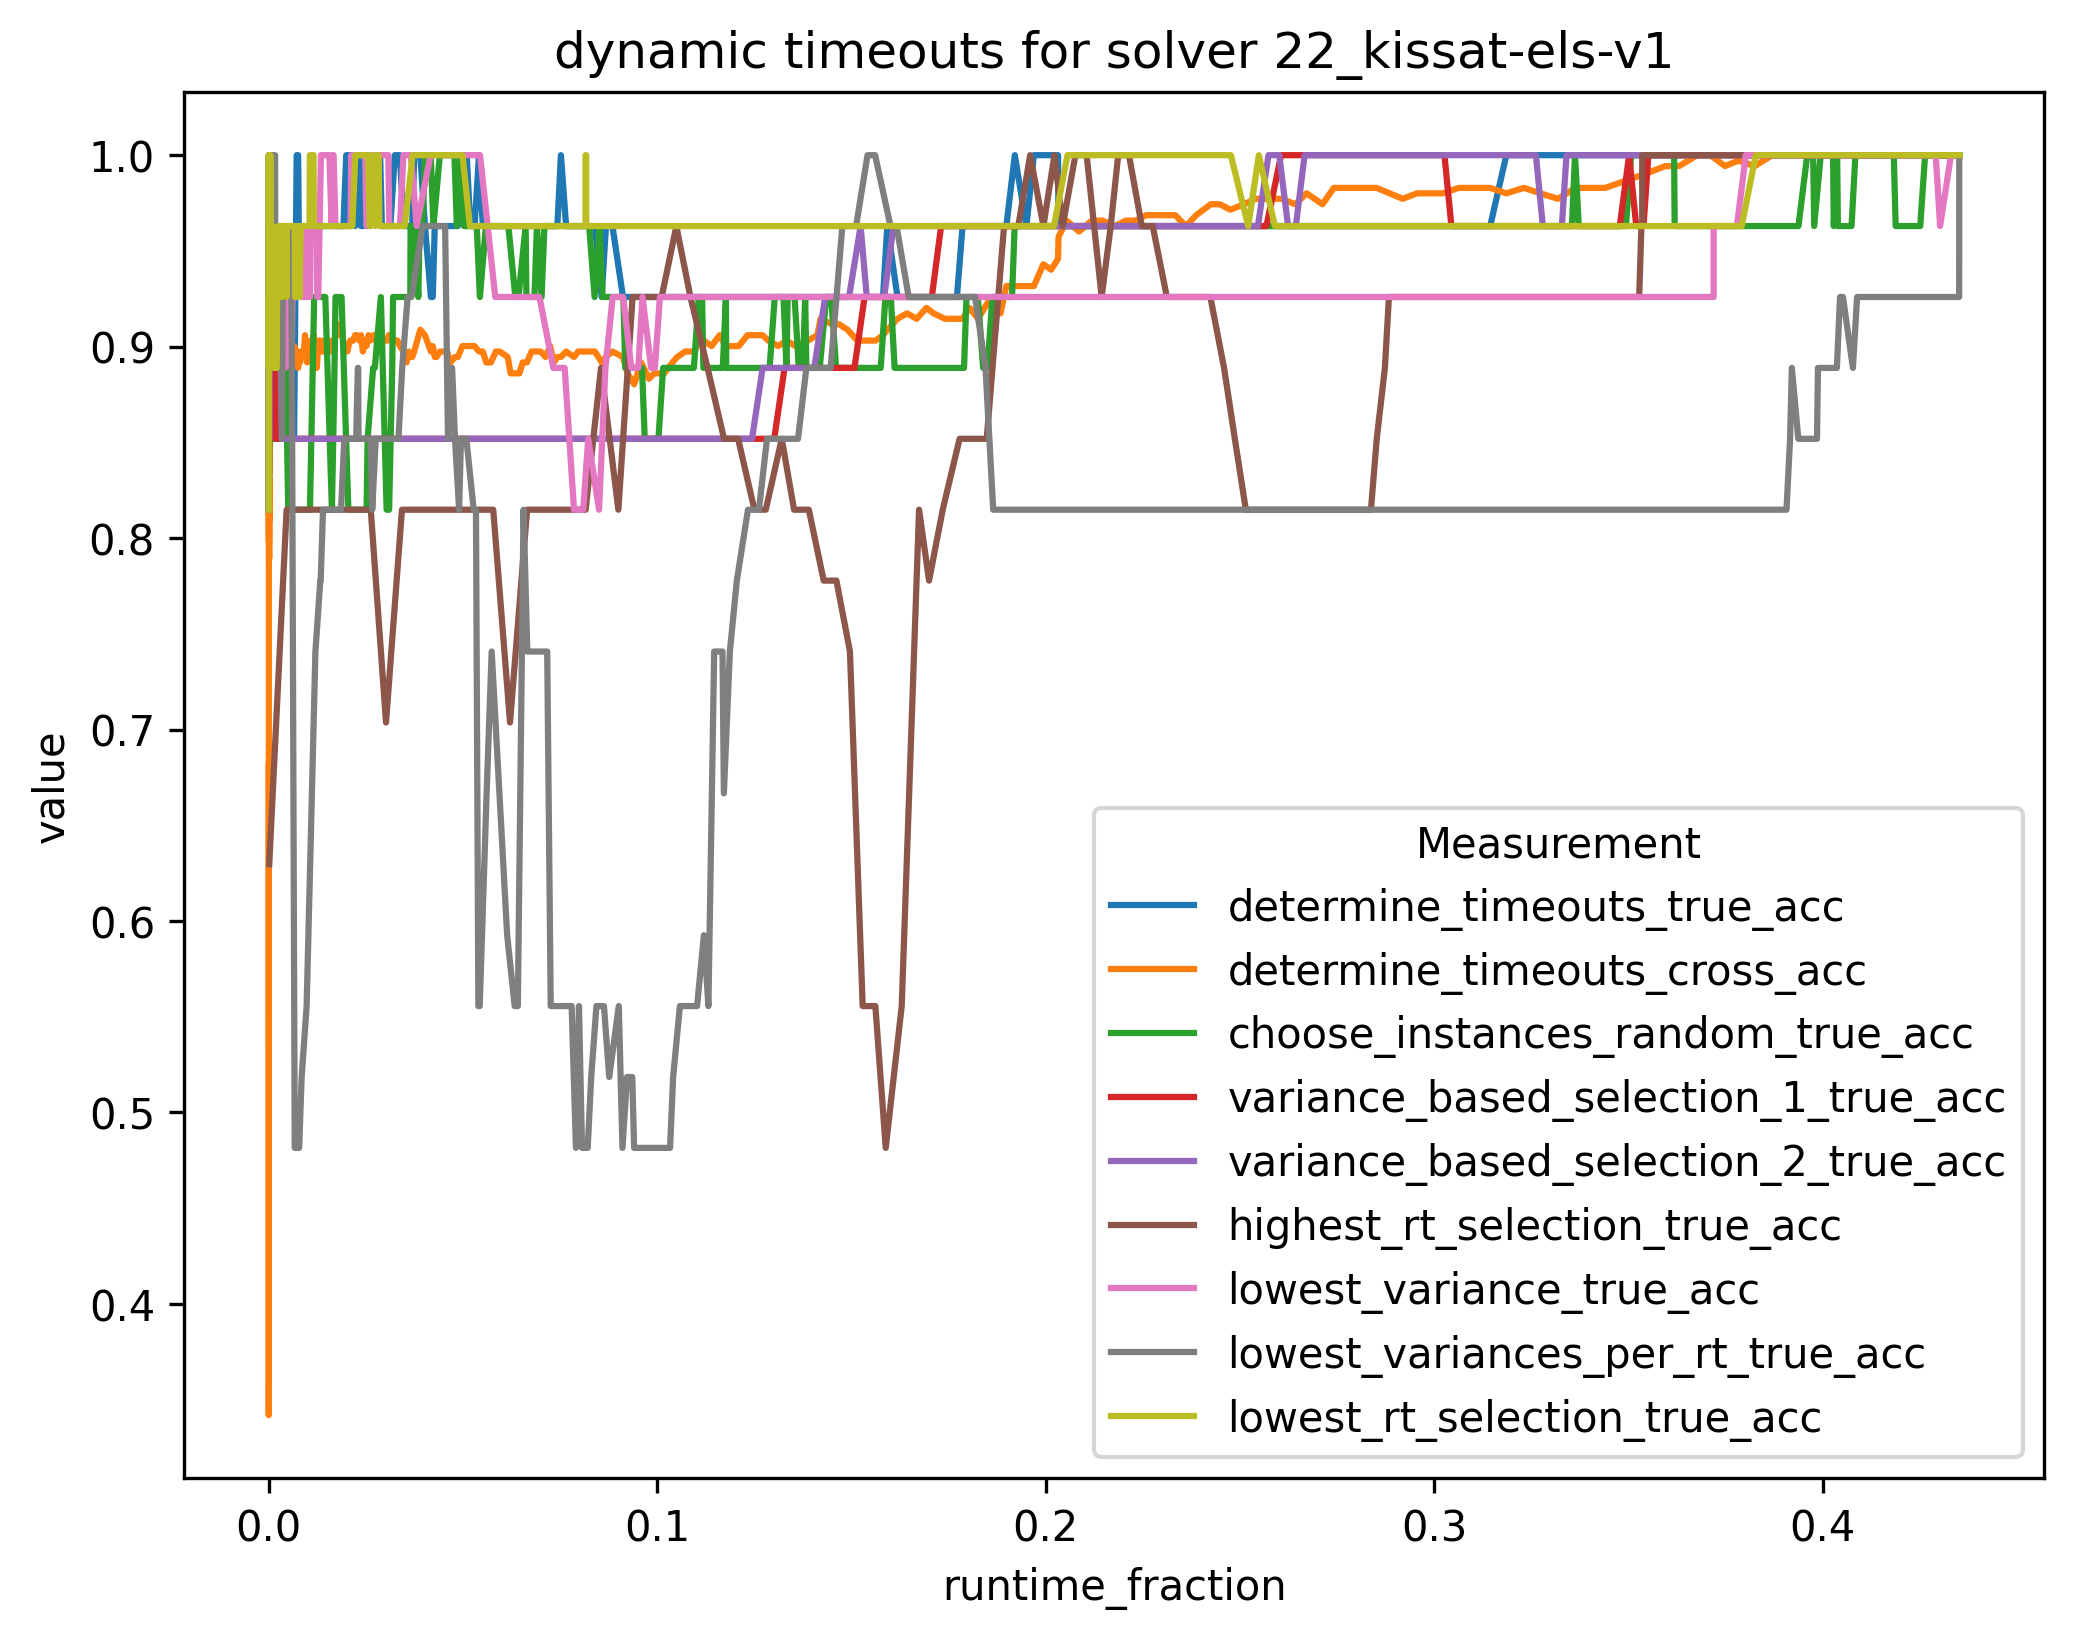 dynamic timeouts for solver 22_kissat-els-v1
1.0
0.9
0.8
0.7
0.6
0.5
0.4
value
Measurement
determine_timeouts_true_acc
determine_timeouts_cross_acc
choose_instances_random_true_acc
variance_based_selection_1_true_acc
variance_based_selection_2_true_acc
highest_rt_selection_true_acc
lowest_variance_true_acc
lowest_variances_per_rt_true_acc
lowest_rt_selection_true_acc
0.0 0.1 0.2 0.3 0.4
runtime_fraction